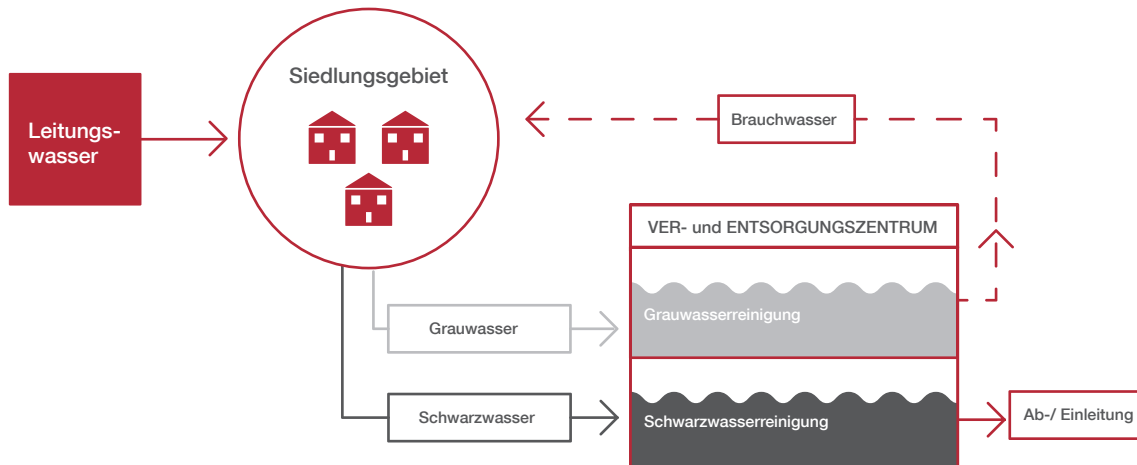 Siedlungsgebiet
Leitungs-
wasser
Brauchwasser
VER- und ENTSORGUNGSZENTRUM
Grauwasser
Grauwasserreinigung
Schwarzwasser
Schwarzwasserreinigung
Ab-/ Einleitung